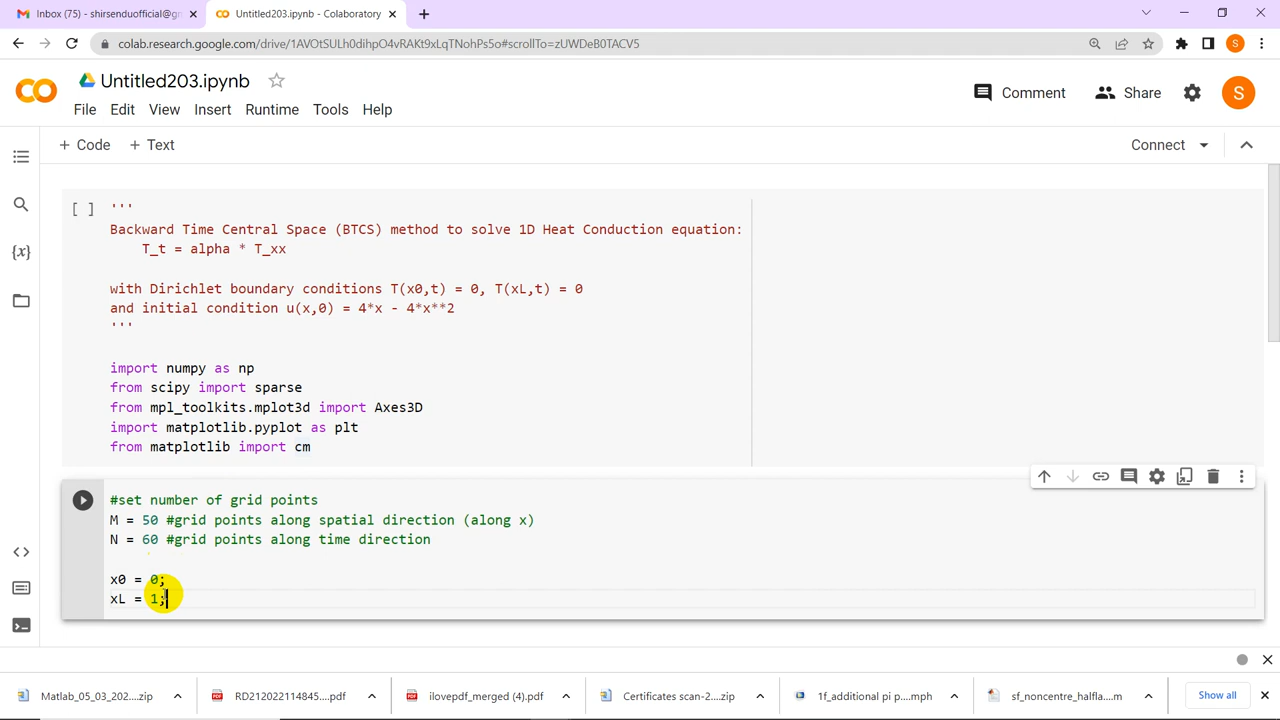 Inbox (75) - shirsenduofficial@gm
Untitled203.ipynb - Colaboratory
colab.research.google.com/drive/1AVOtSULh0dihpO4vRAKt9xLqTNohPs5o#scrollTo=zUWDeB0TACV5
S
Untitled203.ipynb
File Edit View Insert Runtime Tools Help
Comment Share S
+ Code + Text Connect
[ ] '''
Backward Time Central Space (BTCS) method to solve 1D Heat Conduction equation:
T_t = alpha * T_xx
with Dirichlet boundary conditions T(x0,t) = 0, T(xL,t) = 0
and initial condition u(x,0) = 4*x - 4*x**2
'''
import numpy as np
from scipy import sparse
from mpl_toolkits.mplot3d import Axes3D
import matplotlib.pyplot as plt
from matplotlib import cm
#set number of grid points
M = 50 #grid points along spatial direction (along x)
N = 60 #grid points along time direction
x0 = 0;
xL = 1;
{x}
Matlab_05_03_202....zip
RD212022114845....pdf
ilovepdf_merged (4).pdf
Certificates scan-2....zip
1f_additional pi p....mph
sf_noncentre_halfla....m
Show all